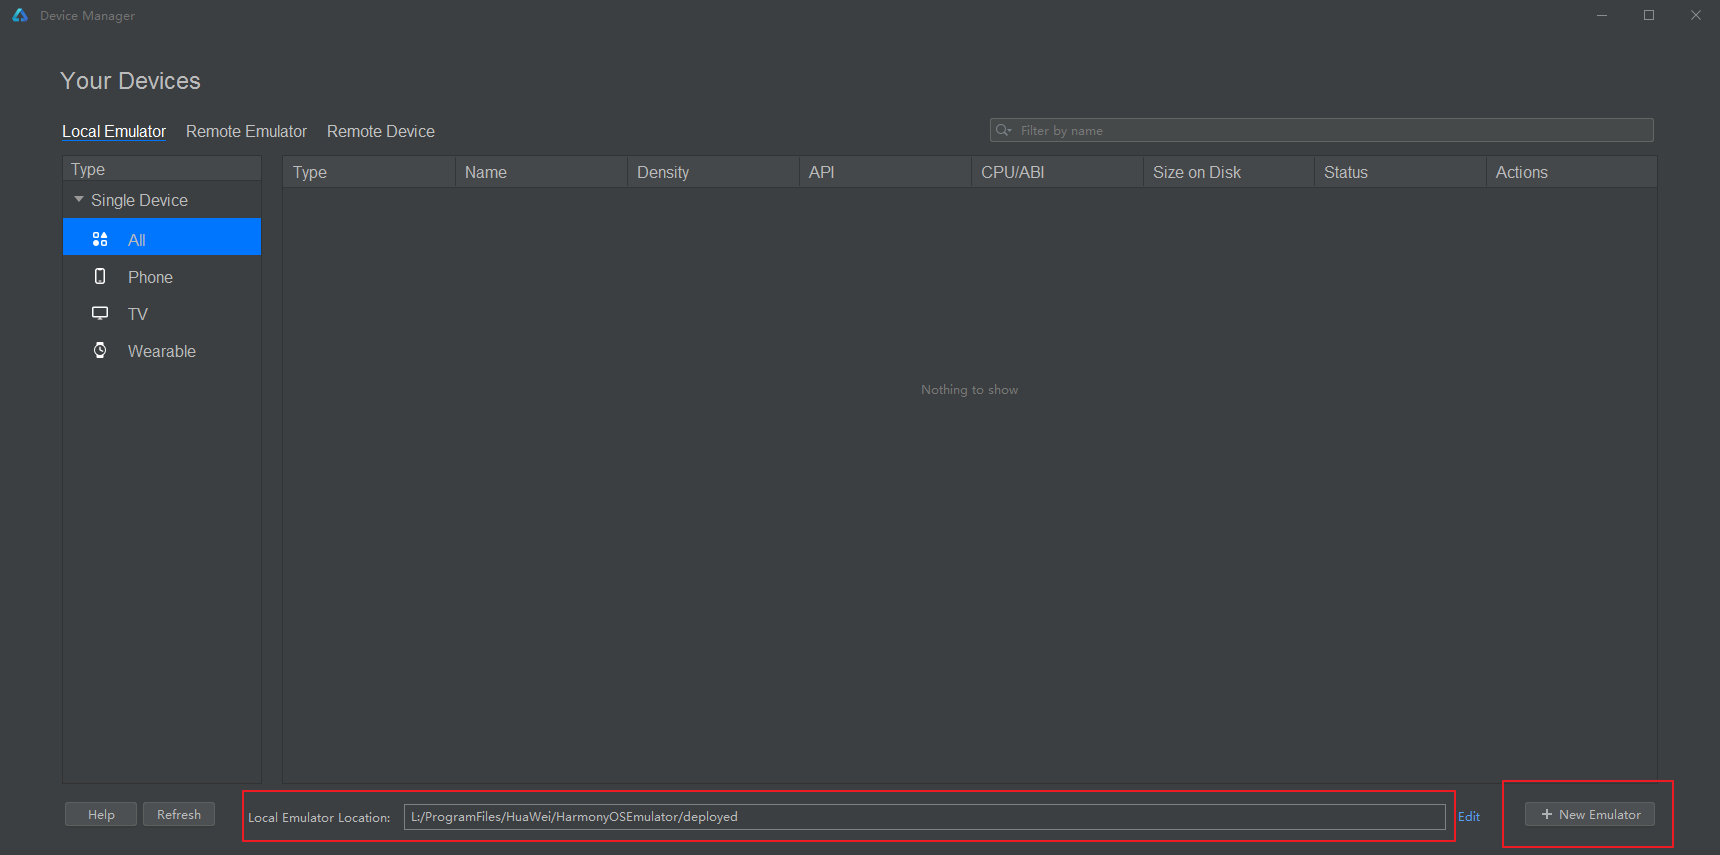 Device Manager
Your Devices
Local Emulator Remote Emulator Remote Device
Filter by name
Type
Single Device
All
Phone
TV
Wearable
Type Name Density API CPU/ABI Size on Disk Status Actions
Nothing to show
Help Refresh Local Emulator Location: L:/ProgramFiles/HuaWei/HarmonyOSEmulator/deployed Edit + New Emulator